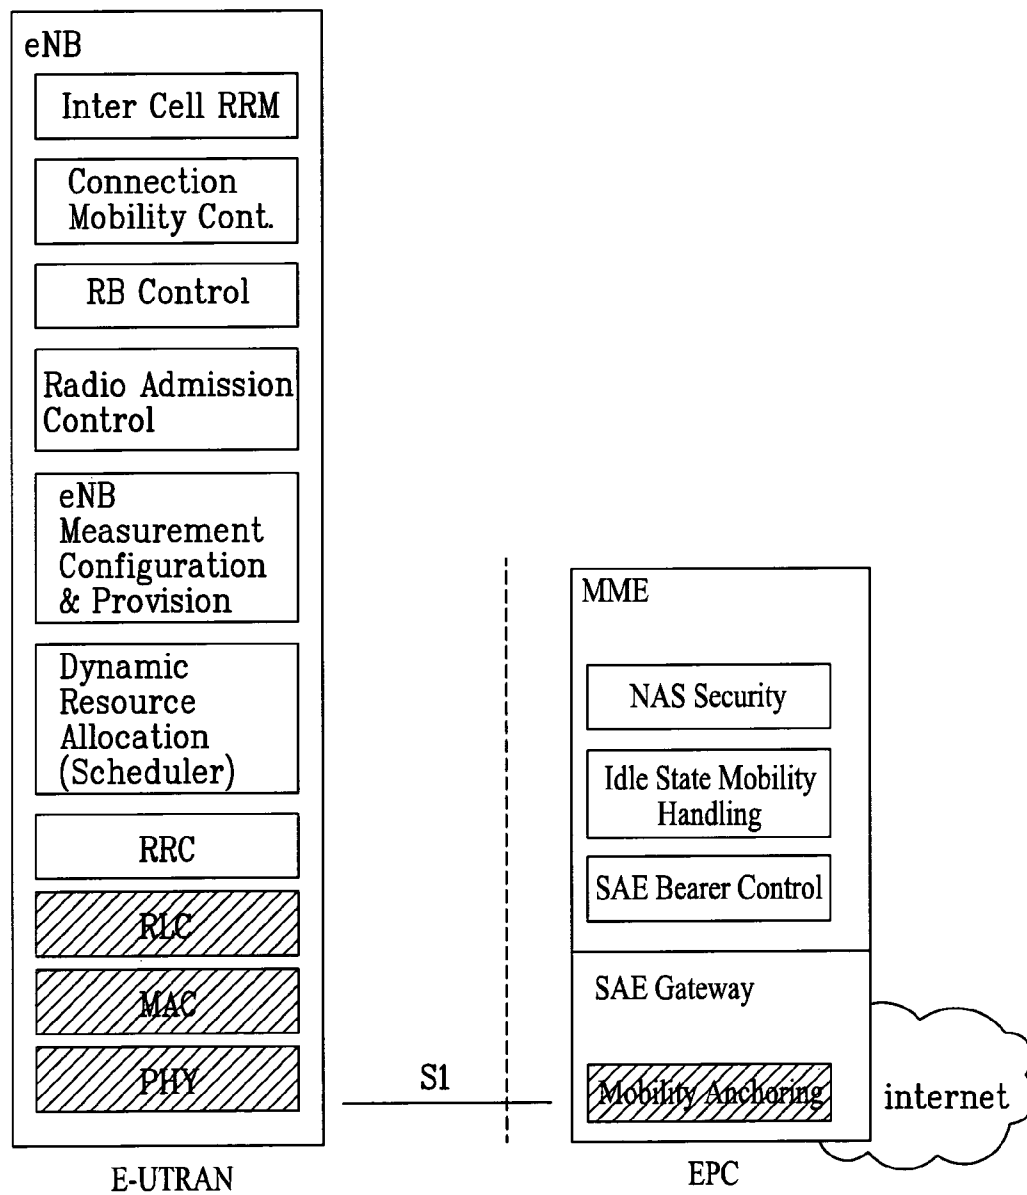 eNB
Inter Cell RRM
Connection
Mobility Cont.
RB Control
Radio Admission
Control
eNB
Measurement
Configuration
& Provision
Dynamic
Resource
Allocation
(Scheduler)
RRC
RLC
MAC
PHY
E-UTRAN
S1
MME
NAS Security
Idle State Mobility
Handling
SAE Bearer Control
SAE Gateway
Mobility Anchoring
EPC
internet